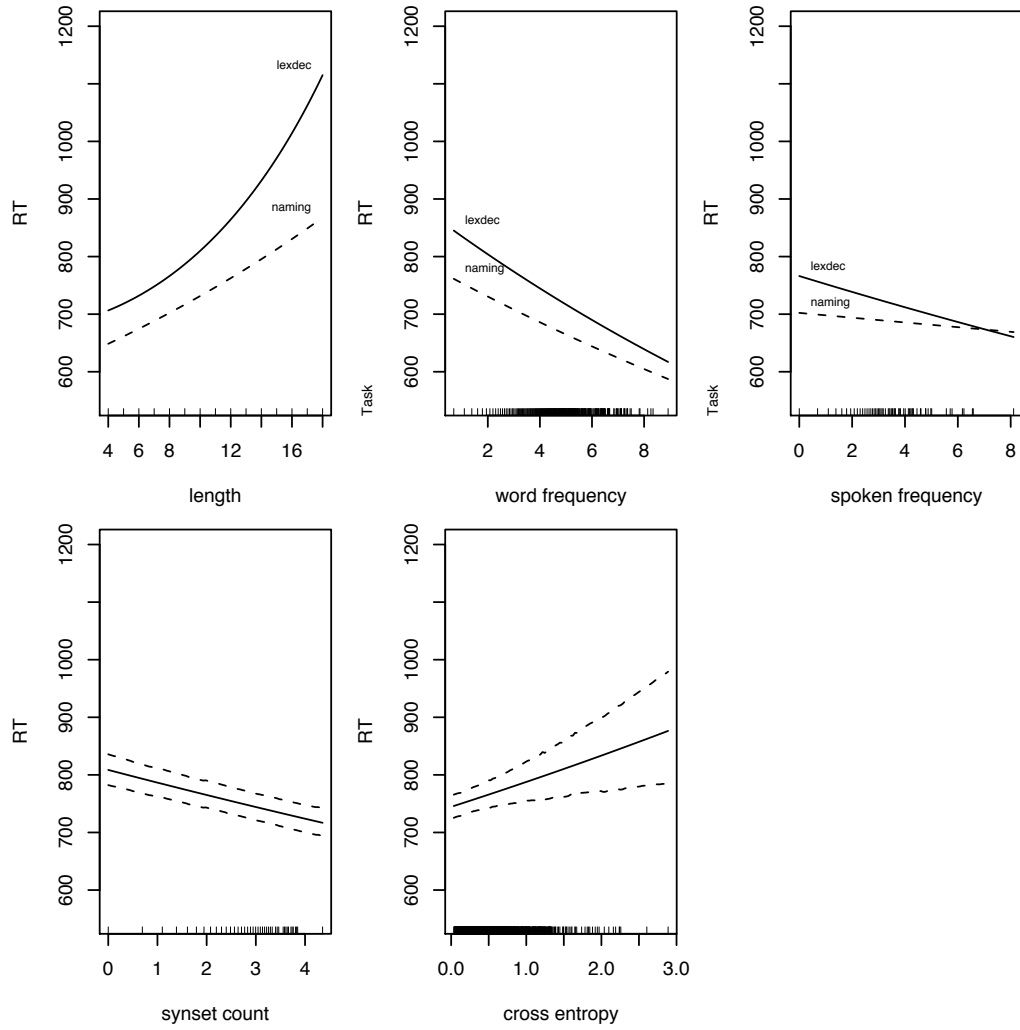 1200
1000
900
800
700
600
RT
lexdec
naming
4 6 8 12 16
length
1200
1000
900
800
700
600
RT
Task
lexdec
naming
2 4 6 8
word frequency
1200
1000
900
800
700
600
RT
Task
lexdec
naming
0 2 4 6 8
spoken frequency
1200
1000
900
800
700
600
RT
0 1 2 3 4
synset count
1200
1000
900
800
700
600
RT
0.0 1.0 2.0 3.0
cross entropy